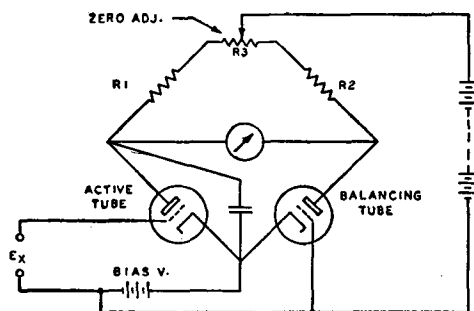 ZERO ADJ.
R3
R1
R2
ACTIVE
TUBE
BALANCING
TUBE
EX
BIAS V.